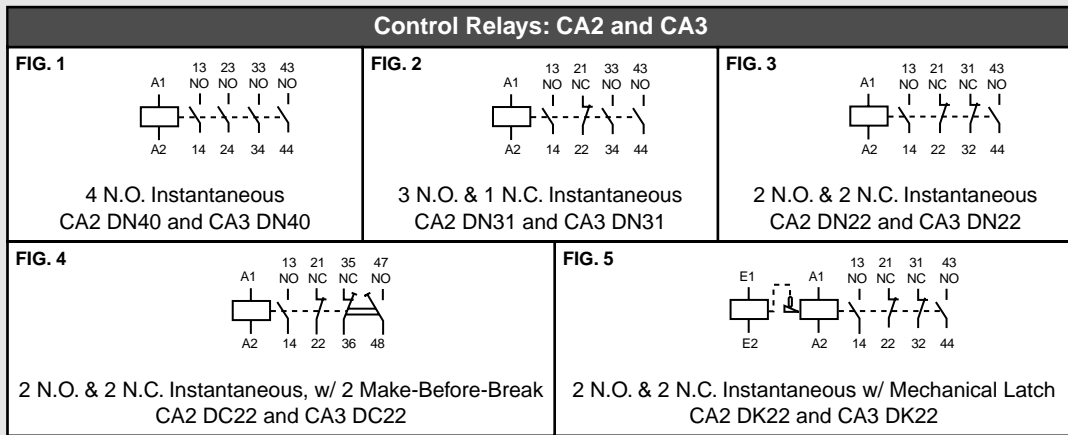 Control Relays: CA2 and CA3
FIG. 1
13 23 33 43
A1 NO NO NO NO
A2 14 24 34 44
4 N.O. Instantaneous
CA2 DN40 and CA3 DN40
FIG. 2
13 21 33 43
A1 NO NC NO NO
A2 14 22 34 44
3 N.O. & 1 N.C. Instantaneous
CA2 DN31 and CA3 DN31
FIG. 3
13 21 31 43
A1 NO NC NC NO
A2 14 22 32 44
2 N.O. & 2 N.C. Instantaneous
CA2 DN22 and CA3 DN22
FIG. 4
13 21 35 47
A1 NO NC NC NO
A2 14 22 36 48
2 N.O. & 2 N.C. Instantaneous, w/ 2 Make-Before-Break
CA2 DC22 and CA3 DC22
FIG. 5
13 21 31 43
E1 A1 NO NC NC NO
E2 A2 14 22 32 44
2 N.O. & 2 N.C. Instantaneous w/ Mechanical Latch
CA2 DK22 and CA3 DK22